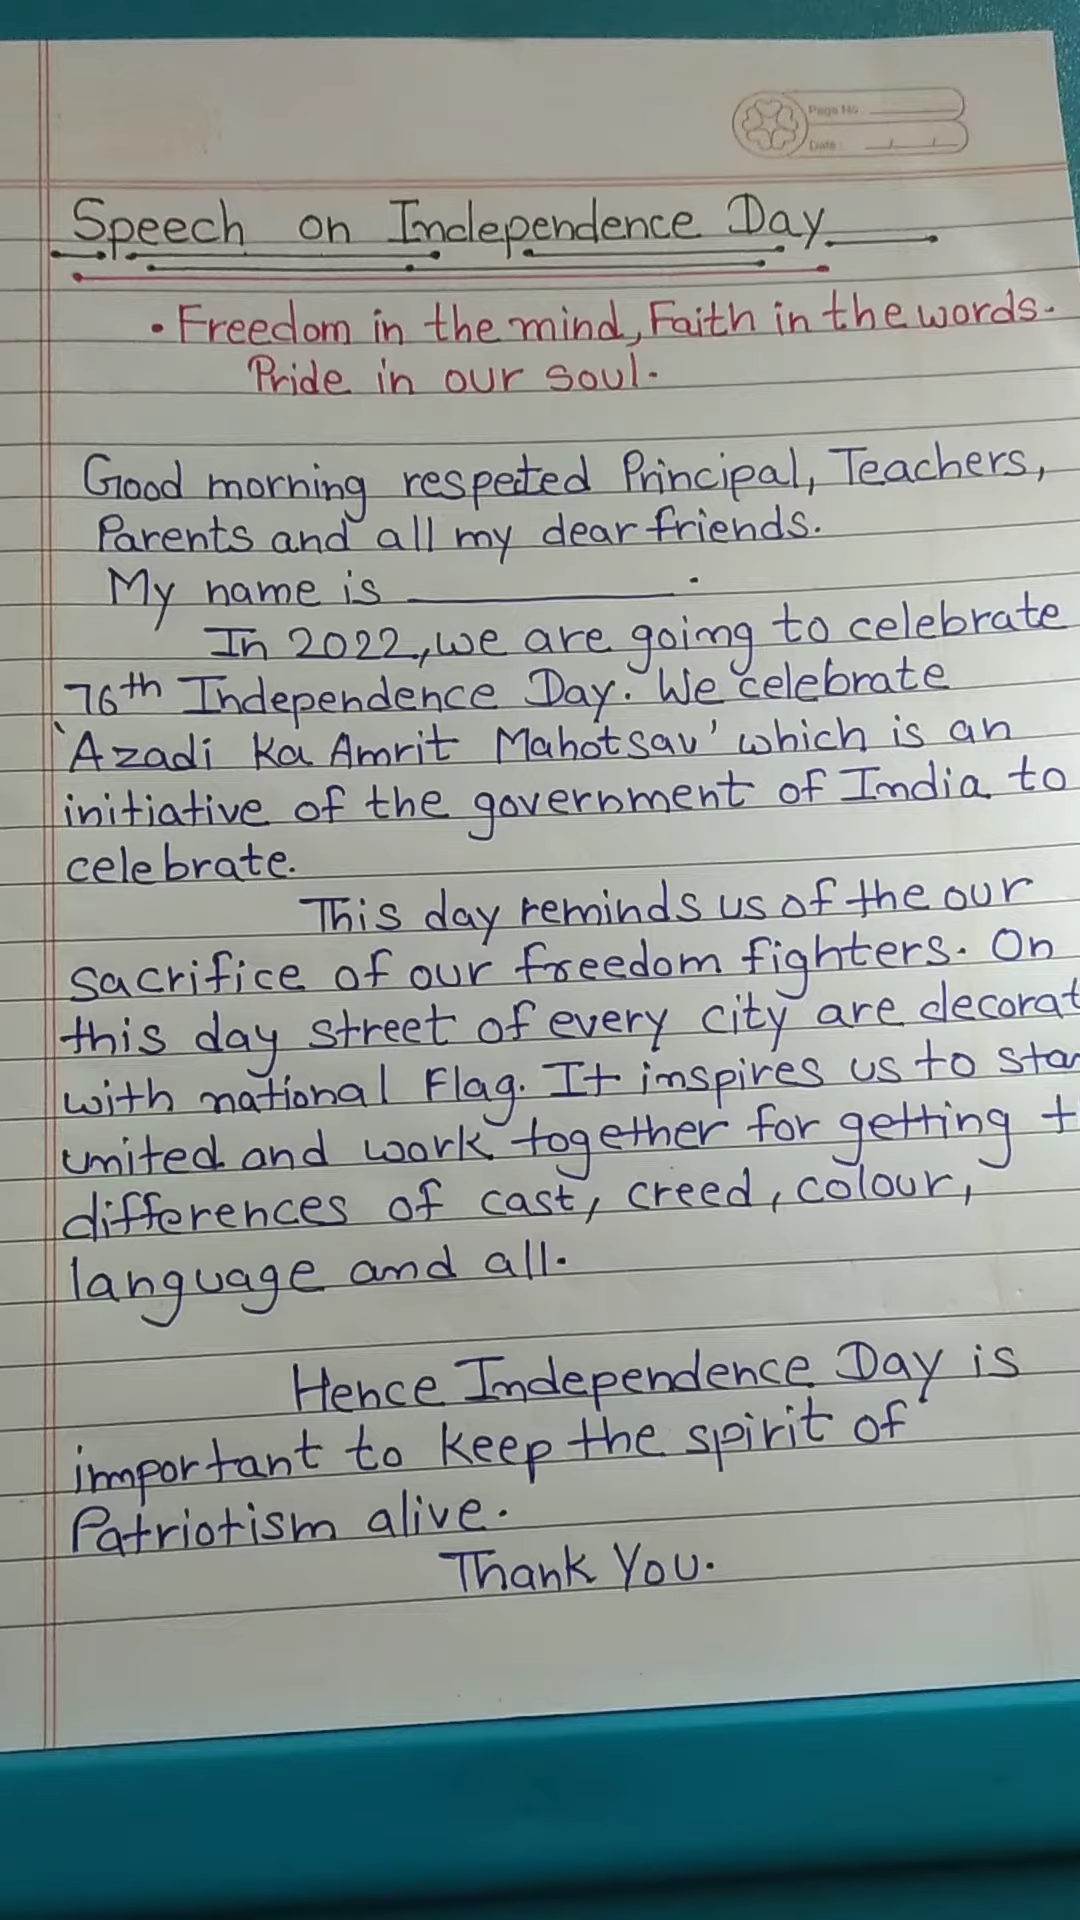 Page No
Date:
Speech on Independence Day
• Freedom in the mind, Faith in the words.
Pride in our soul.
Good morning respected Principal, Teachers,
Parents and all my dear friends.
My name is ____________.
In 2022, we are going to celebrate
76th Independence Day. We celebrate
'Azadi Ka Amrit Mahotsav' which is an
initiative of the government of India to
celebrate.
This day reminds us of the our
sacrifice of our freedom fighters. On
this day street of every city are decorat
with national Flag. It inspires us to sta
united and work together for getting t
differences of cast, creed, colour,
language and all.
Hence Independence Day is
important to keep the spirit of
Patriotism alive.
Thank You.